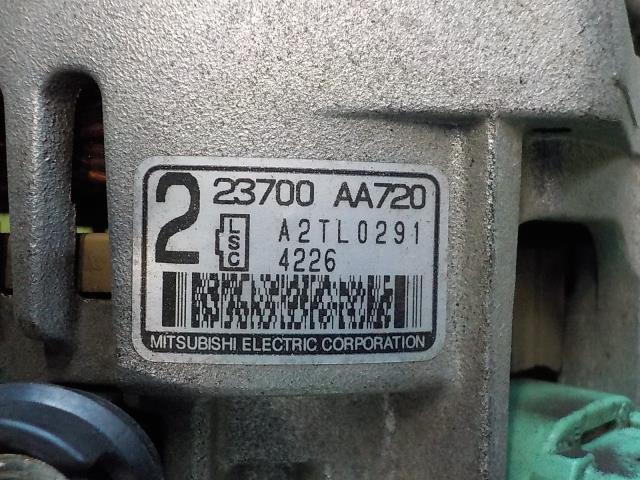 2 23700 AA720
LSC A2TL0291
4226
MITSUBISHI ELECTRIC CORPORATION